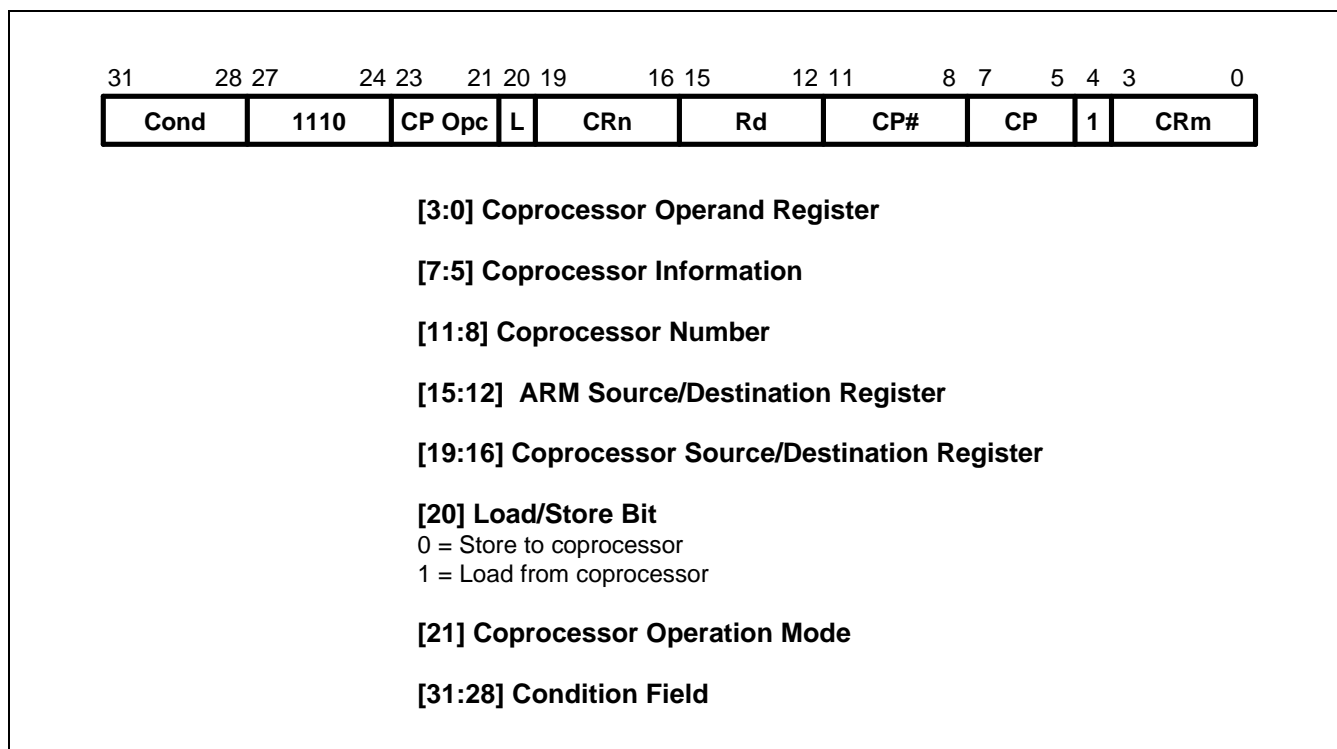 31 28 27 24 23 21 20 19 16 15 12 11 8 7 5 4 3 0
Cond 1110 CP Opc L CRn Rd CP# CP 1 CRm
[3:0] Coprocessor Operand Register
[7:5] Coprocessor Information
[11:8] Coprocessor Number
[15:12] ARM Source/Destination Register
[19:16] Coprocessor Source/Destination Register
[20] Load/Store Bit
0 = Store to coprocessor
1 = Load from coprocessor
[21] Coprocessor Operation Mode
[31:28] Condition Field